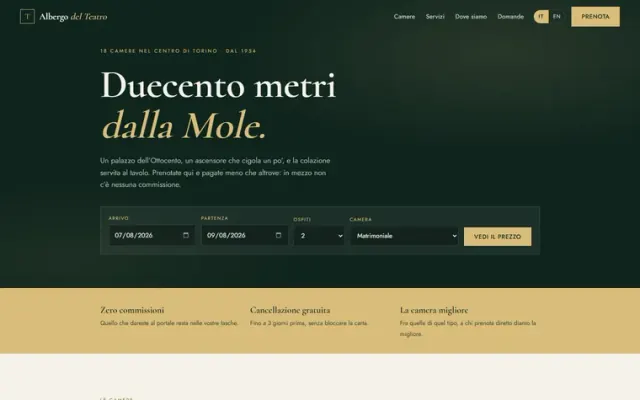 T Albergo del Teatro
Camere Servizi Dove siamo Domande IT EN PRENOTA
18 CAMERE NEL CENTRO DI TORINO · DAL 1934
Duecento metri
dalla Mole.
Un palazzo dell'Ottocento, un ascensore che cigola un po', e la colazione
servita al tavolo. Prenotate qui e pagate meno che altrove: in mezzo non
c'è nessuna commissione.
ARRIVO PARTENZA OSPITI CAMERA
07/08/2026 09/08/2026 2 Matrimoniale VEDI IL PREZZO
Zero commissioni Cancellazione gratuita La camera migliore
Quello che dareste al portale resta nelle vostre tasche. Fino a 3 giorni prima, senza bloccare la carta. Fra quelle di quel tipo, a chi prenota diretto diamo la
migliore.